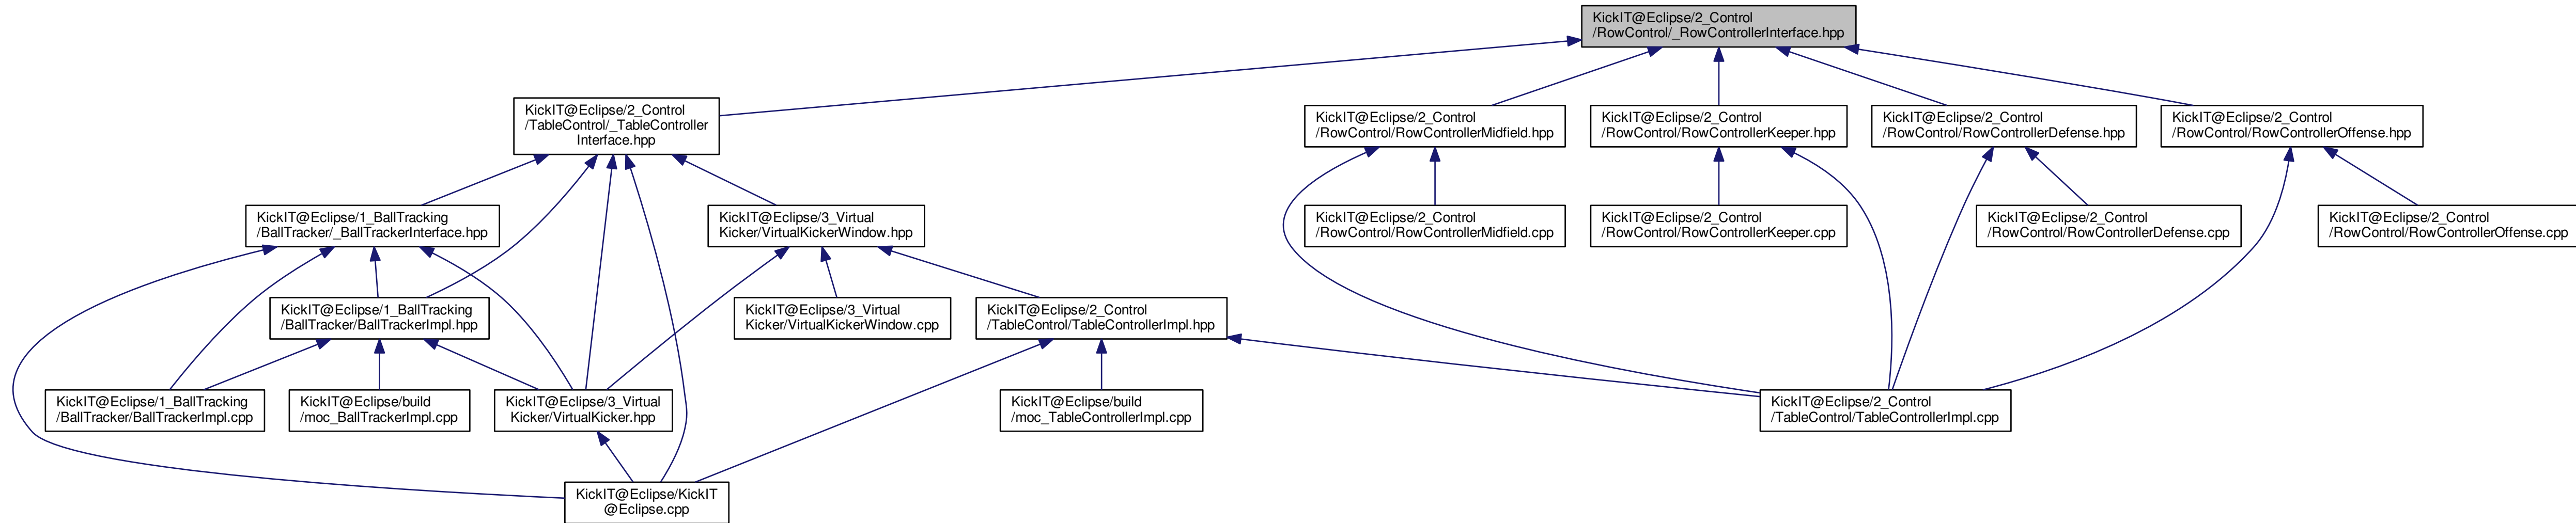 KickIT@Eclipse/2_Control
/RowControl/_RowControllerInterface.hpp
KickIT@Eclipse/2_Control
/TableControl/_TableController
Interface.hpp
KickIT@Eclipse/2_Control
/RowControl/RowControllerMidfield.hpp
KickIT@Eclipse/2_Control
/RowControl/RowControllerKeeper.hpp
KickIT@Eclipse/2_Control
/RowControl/RowControllerDefense.hpp
KickIT@Eclipse/2_Control
/RowControl/RowControllerOffense.hpp
KickIT@Eclipse/1_BallTracking
/BallTracker/_BallTrackerInterface.hpp
KickIT@Eclipse/3_Virtual
Kicker/VirtualKickerWindow.hpp
KickIT@Eclipse/2_Control
/RowControl/RowControllerMidfield.cpp
KickIT@Eclipse/2_Control
/RowControl/RowControllerKeeper.cpp
KickIT@Eclipse/2_Control
/RowControl/RowControllerDefense.cpp
KickIT@Eclipse/2_Control
/RowControl/RowControllerOffense.cpp
KickIT@Eclipse/1_BallTracking
/BallTracker/BallTrackerImpl.hpp
KickIT@Eclipse/3_Virtual
Kicker/VirtualKickerWindow.cpp
KickIT@Eclipse/2_Control
/TableControl/TableControllerImpl.hpp
KickIT@Eclipse/1_BallTracking
/BallTracker/BallTrackerImpl.cpp
KickIT@Eclipse/build
/moc_BallTrackerImpl.cpp
KickIT@Eclipse/3_Virtual
Kicker/VirtualKicker.hpp
KickIT@Eclipse/build
/moc_TableControllerImpl.cpp
KickIT@Eclipse/2_Control
/TableControl/TableControllerImpl.cpp
KickIT@Eclipse/KickIT
@Eclipse.cpp